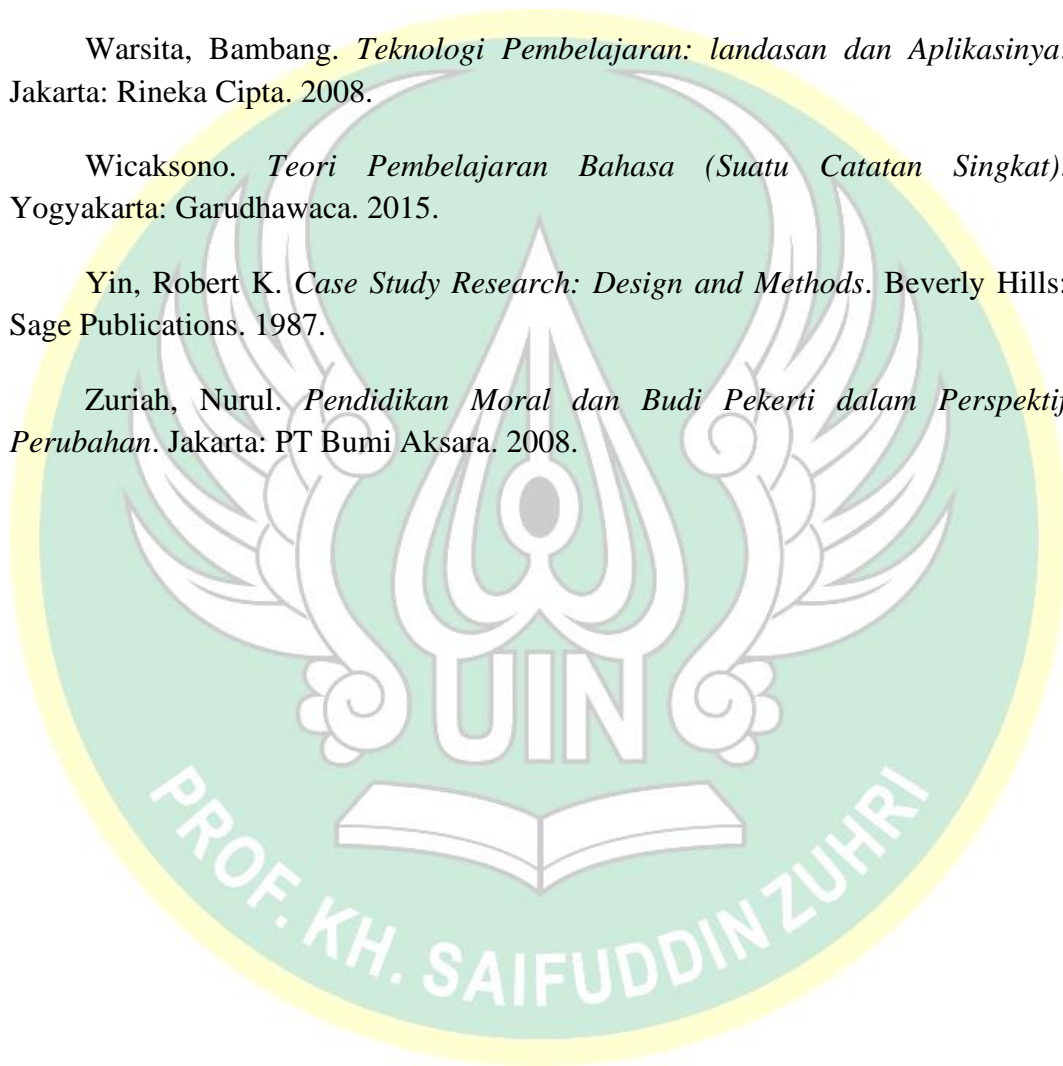 Warsita, Bambang. Teknologi Pembelajaran: landasan dan Aplikasinya.
Jakarta: Rineka Cipta. 2008.
Wicaksono. Teori Pembelajaran Bahasa (Suatu Catatan Singkat).
Yogyakarta: Garudhawaca. 2015.
Yin, Robert K. Case Study Research: Design and Methods. Beverly Hills:
Sage Publications. 1987.
Zuriah, Nurul. Pendidikan Moral dan Budi Pekerti dalam Perspektif
Perubahan. Jakarta: PT Bumi Aksara. 2008.
UIN
PROF. KH. SAIFUDDIN ZUHRI